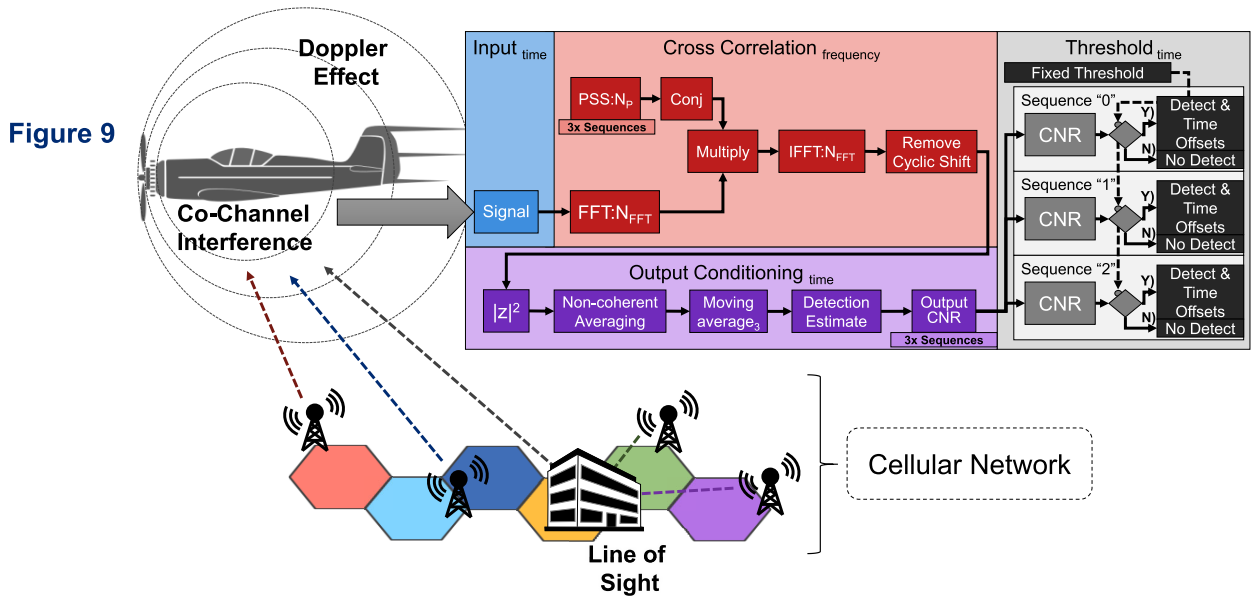 Figure 9
Doppler
Effect
Co-Channel
Interference
Input time
Signal
Cross Correlation frequency
PSS:NP
3x Sequences
Conj
Multiply
FFT:NFFT
IFFT:NFFT
Remove
Cyclic Shift
Output Conditioning time
|z|²
Non-coherent
Averaging
Moving
average3
Detection
Estimate
Output
CNR
3x Sequences
Threshold time
Fixed Threshold
Sequence “0”
CNR
Y)
N)
Detect &
Time
Offsets
No Detect
Sequence “1”
CNR
Y)
N)
Detect &
Time
Offsets
No Detect
Sequence “2”
CNR
Y)
N)
Detect &
Time
Offsets
No Detect
Cellular Network
Line of
Sight